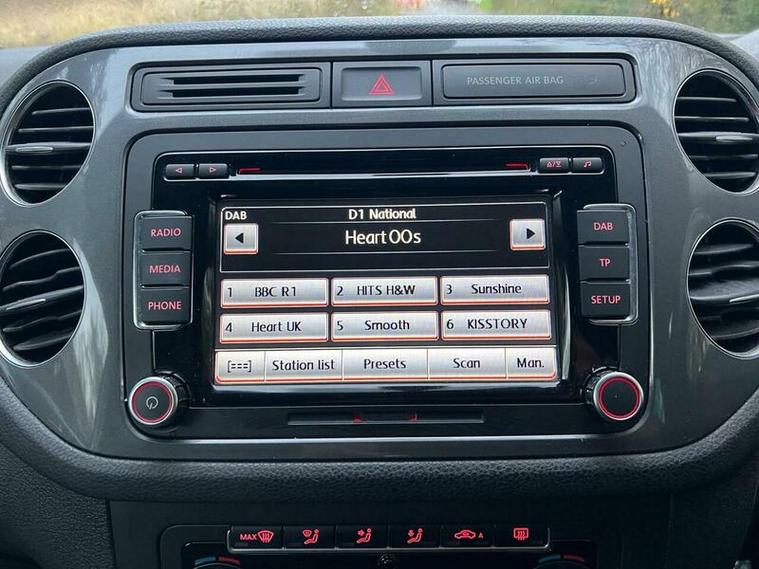 PASSENGER AIR BAG
RADIO
MEDIA
PHONE
DAB
D1 National
Heart 00s
1 BBC R1
2 HITS H&W
3 Sunshine
4 Heart UK
5 Smooth
6 KISSTORY
Station list
Presets
Scan
Man.
DAB
TP
SETUP
MAX
A